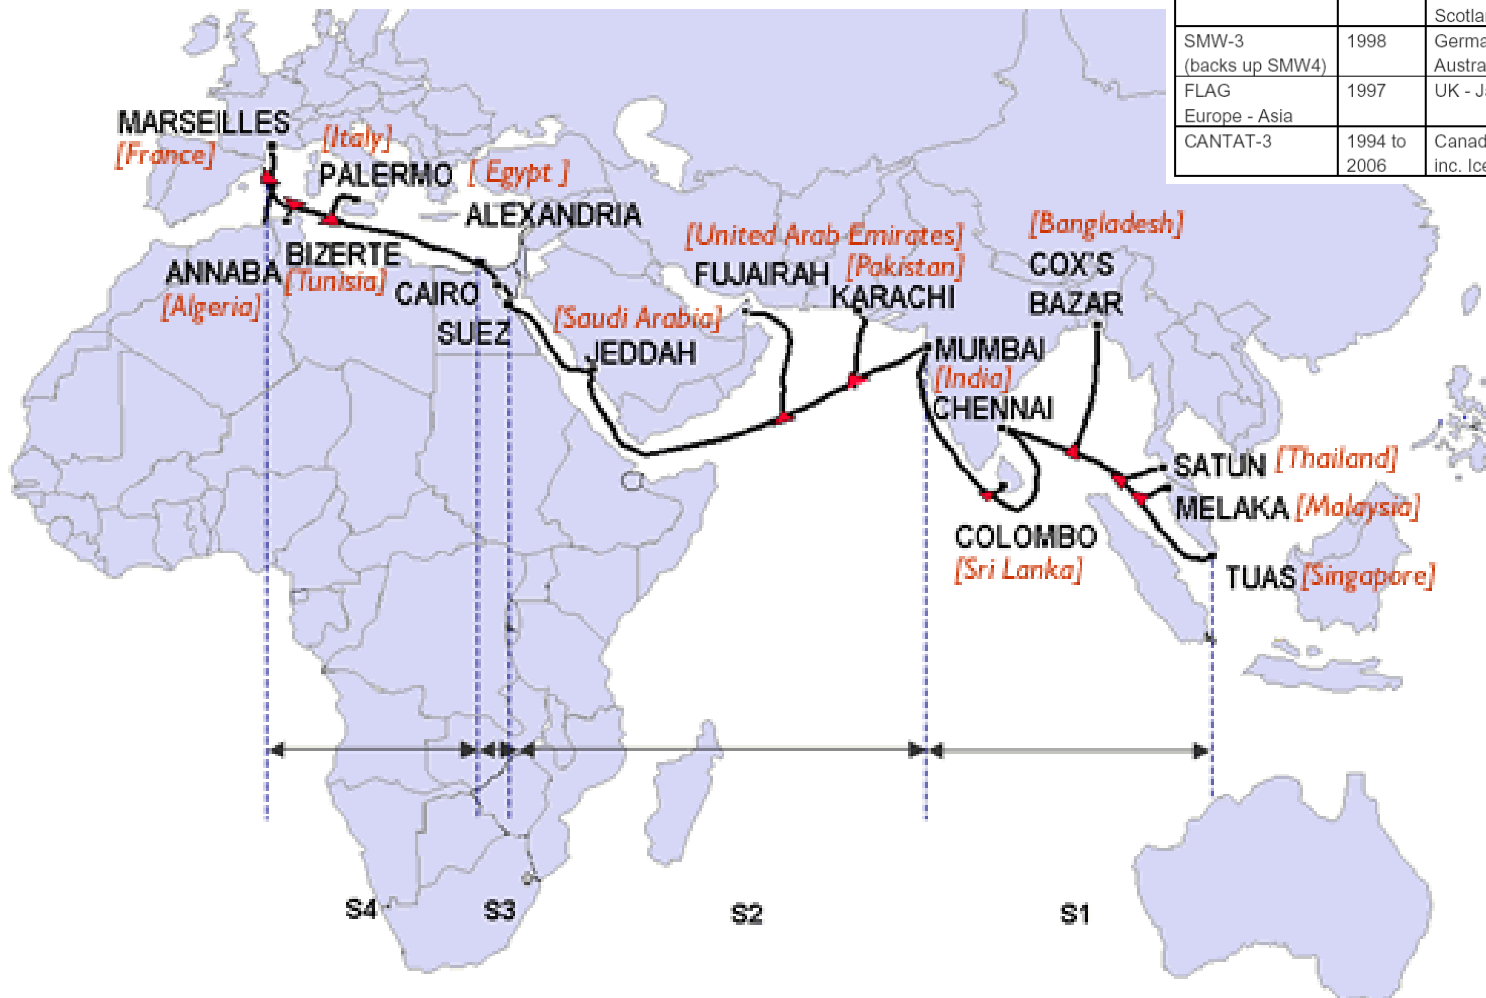 Scotla
SMW-3 1998 Germa
(backs up SMW4) Austra
FLAG 1997 UK - J
Europe - Asia
CANTAT-3 1994 to Canad
2006 inc. Ice
MARSEILLES
[France]
[Italy]
PALERMO
[ Egypt ]
ALEXANDRIA
BIZERTE
[Tunisia]
ANNABA
[Algeria]
CAIRO
SUEZ
[Saudi Arabia]
JEDDAH
[United Arab Emirates]
FUJAIRAH
[Pakistan]
KARACHI
[Bangladesh]
COX'S
BAZAR
MUMBAI
[India]
CHENNAI
SATUN [Thailand]
MELAKA [Malaysia]
COLOMBO
[Sri Lanka]
TUAS [Singapore]
S4 S3 S2 S1